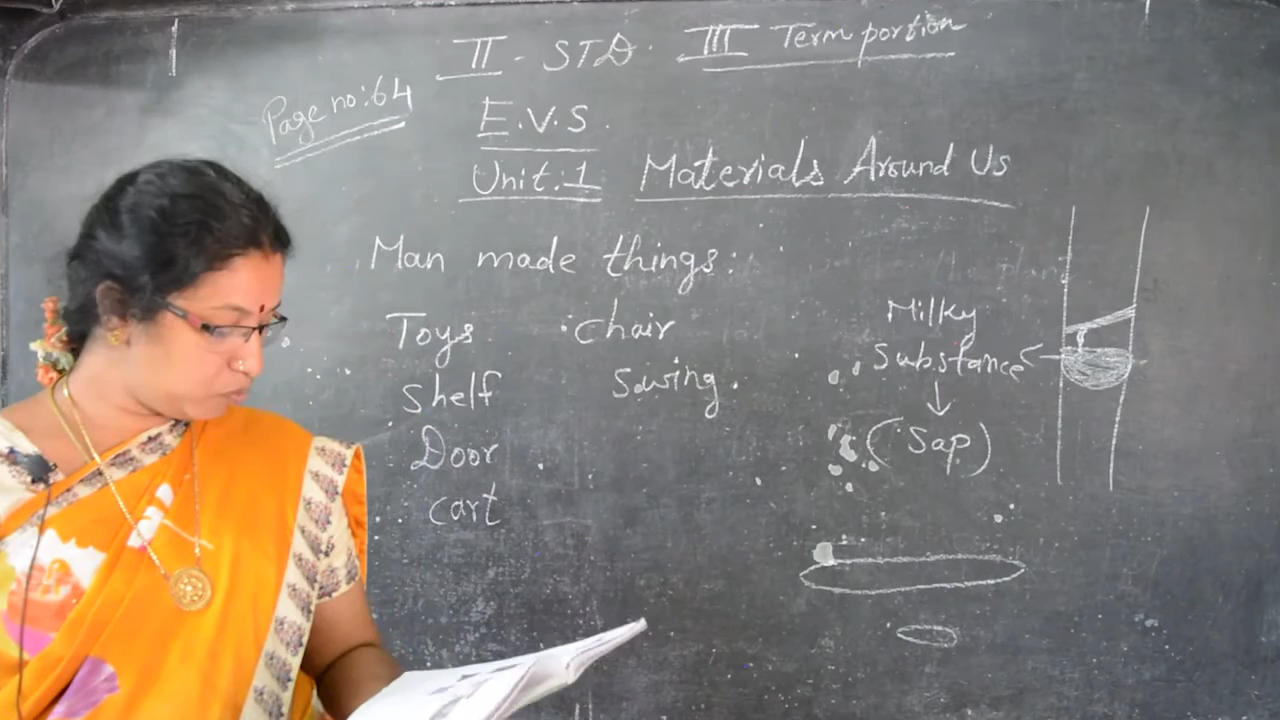 II - STD. III Term portion
Page no:64
E.V.S.
Unit.1 Materials Around Us
Man made things:
Toys chair
Shelf Swing.
Door
cart
Milky
Substance
(Sap)